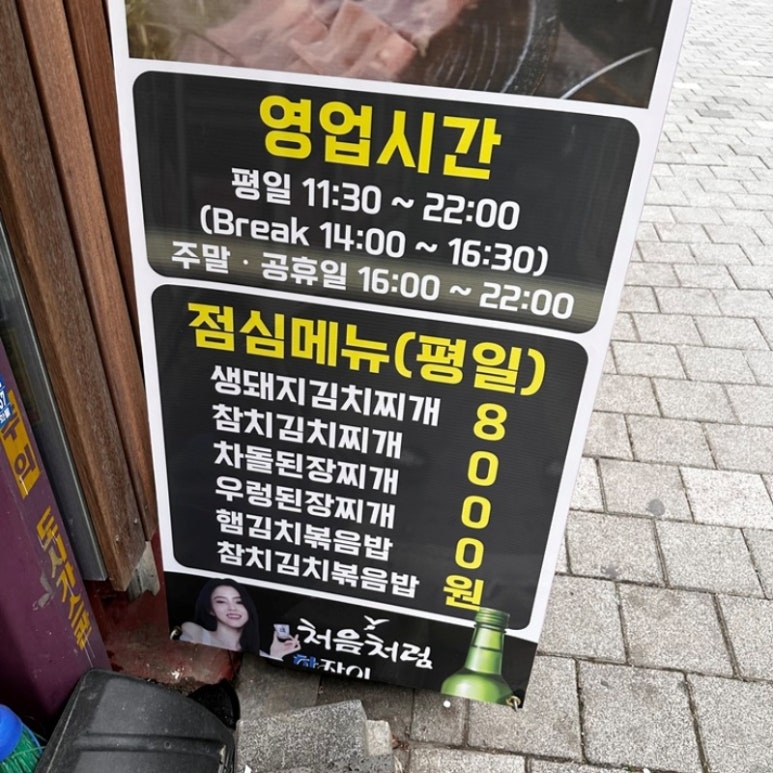 영업시간
평일 11:30 ~ 22:00
(Break 14:00 ~ 16:30)
주말 · 공휴일 16:00 ~ 22:00
점심메뉴(평일)
생돼지김치찌개
참치김치찌개
차돌된장찌개
우렁된장찌개
햄김치볶음밥
참치김치볶음밥
8000원
처음처럼